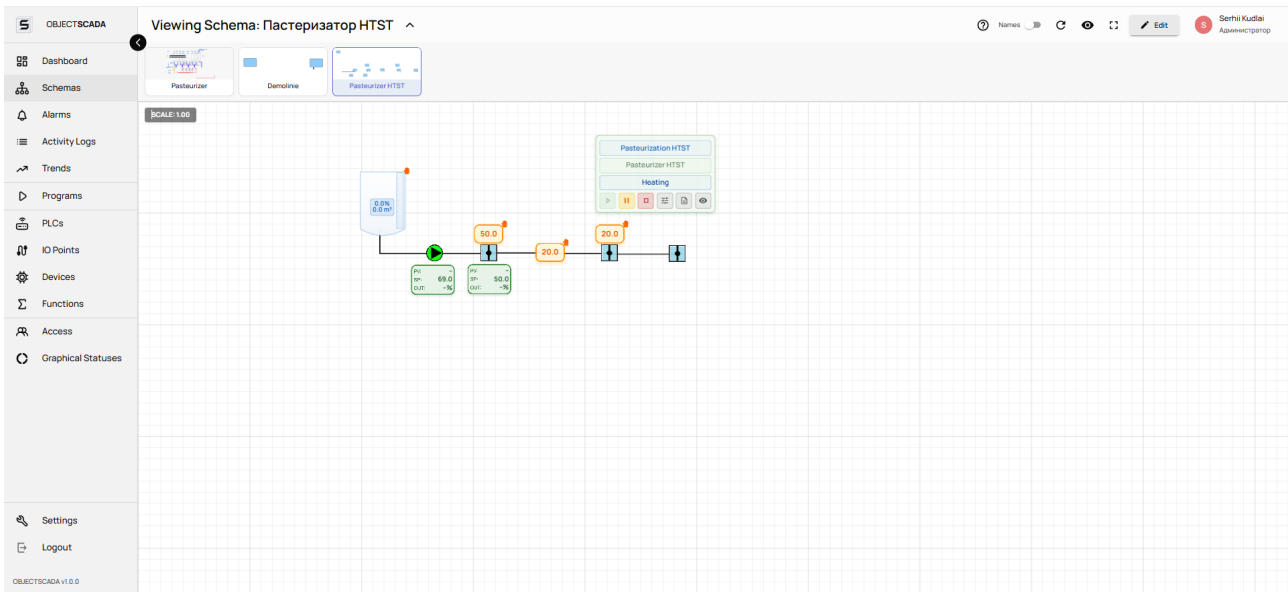 OBJECTSCADA
Viewing Schema: Пастеризатор HTST
Names
Edit
S
Serhii Kudlai
Администратор
Dashboard
Schemas
Alarms
Activity Logs
Trends
Programs
PLCs
IO Points
Devices
Functions
Access
Graphical Statuses
Settings
Logout
OBJECTSCADA v1.0.0
Pasteurizer
Demolinie
Pasteurizer HTST
SCALE: 1.00
Pasteurization HTST
Pasteurizer HTST
Heating
0.0%
0.0 m³
50.0
20.0
20.0
PV: -
SP: 69.0
OUT: -%
PV: -
SP: 50.0
OUT: -%